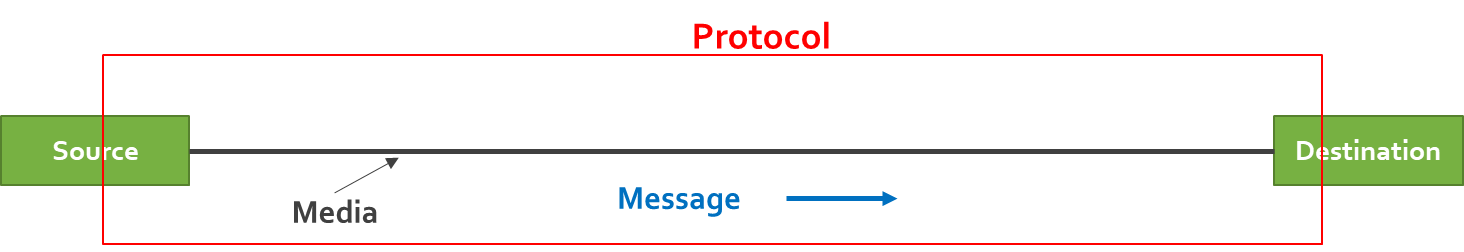 Protocol
Source
Destination
Media
Message